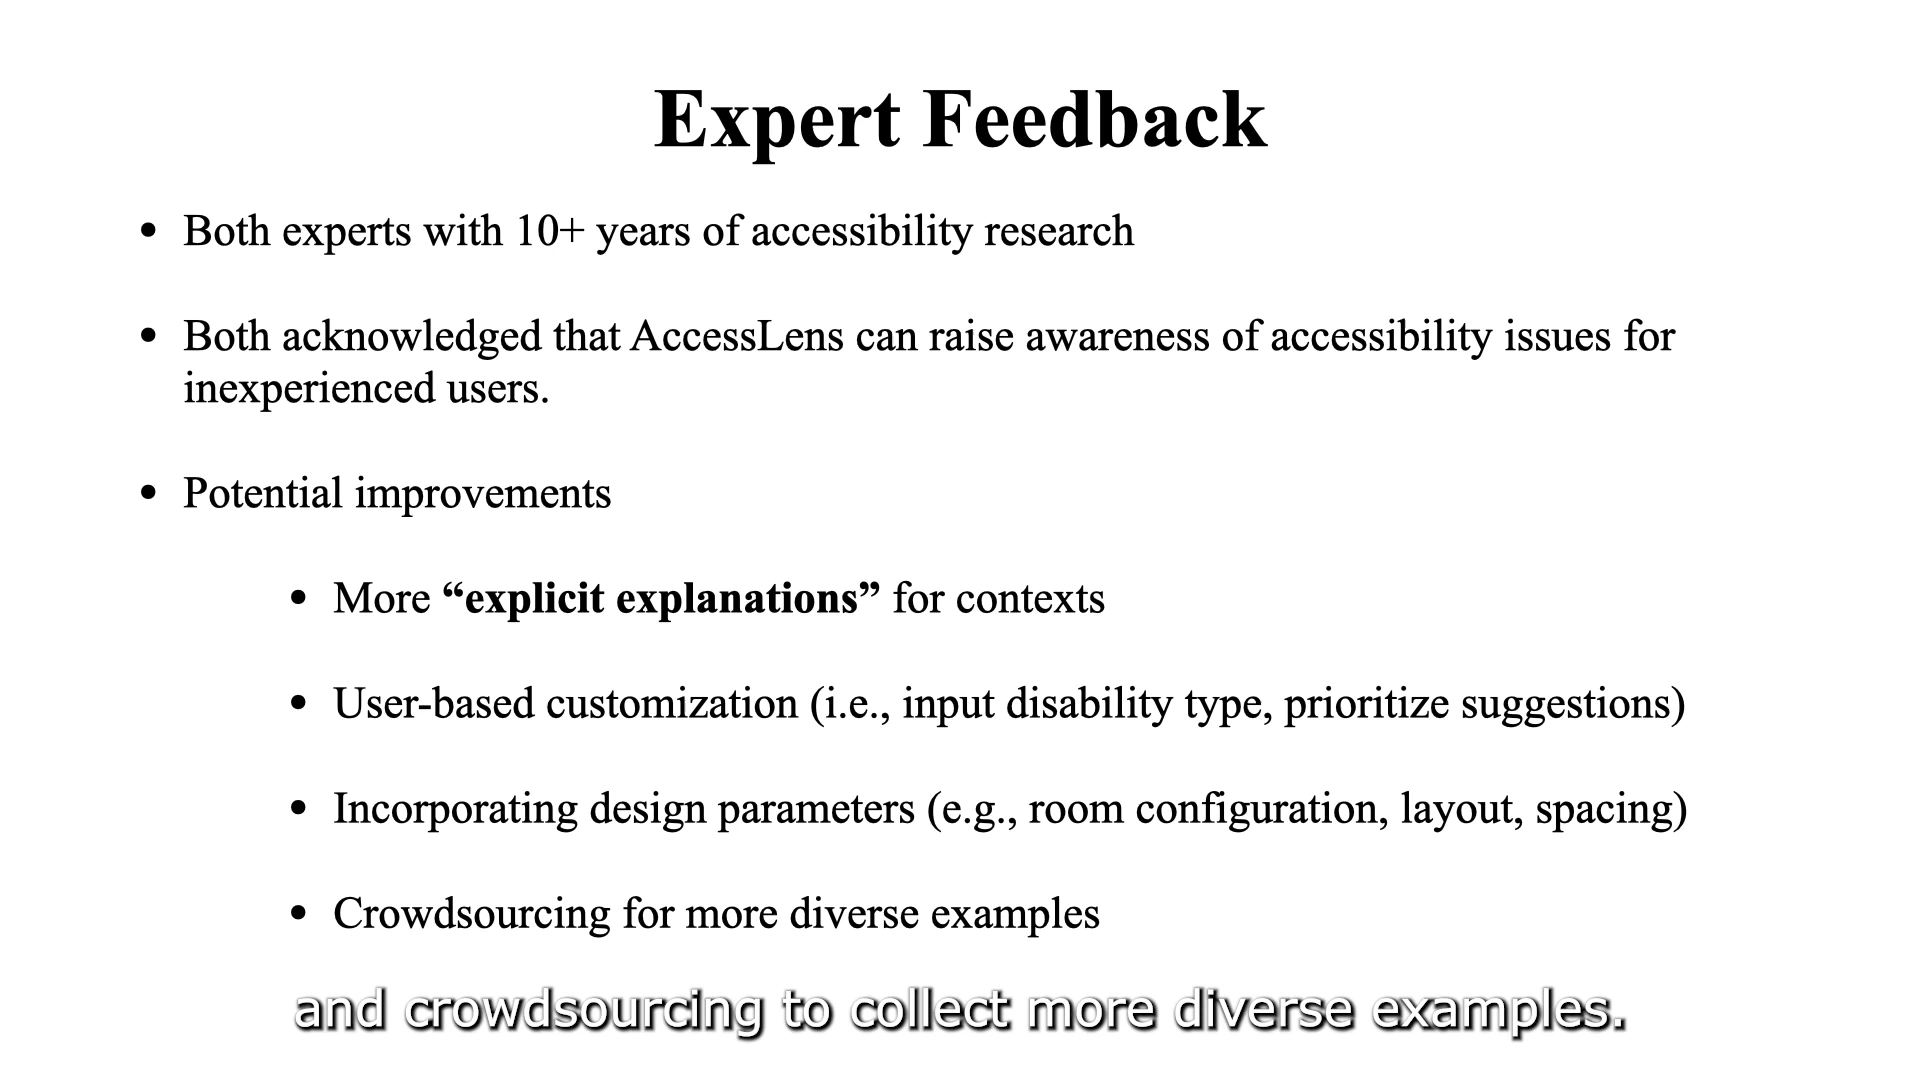 Expert Feedback
• Both experts with 10+ years of accessibility research
• Both acknowledged that AccessLens can raise awareness of accessibility issues for
inexperienced users.
• Potential improvements
• More “explicit explanations” for contexts
• User-based customization (i.e., input disability type, prioritize suggestions)
• Incorporating design parameters (e.g., room configuration, layout, spacing)
• Crowdsourcing for more diverse examples
and crowdsourcing to collect more diverse examples.